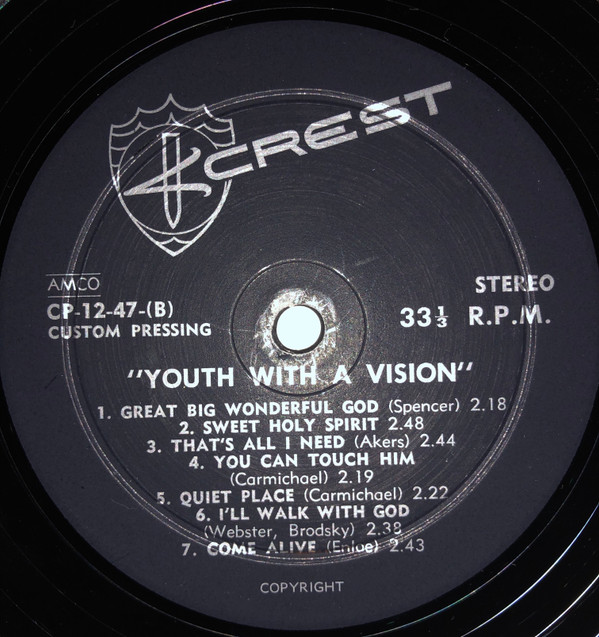 CREST
AMCO
STEREO
CP-12-47-(B)
33⅓ R.P.M.
CUSTOM PRESSING
"YOUTH WITH A VISION"
1. GREAT BIG WONDERFUL GOD (Spencer) 2.18
2. SWEET HOLY SPIRIT 2.48
3. THAT'S ALL I NEED (Akers) 2.44
4. YOU CAN TOUCH HIM
(Carmichael) 2.19
5. QUIET PLACE (Carmichael) 2.22
6. I'LL WALK WITH GOD
(Webster, Brodsky) 2.38
7. COME ALIVE (Enloe) 2.43
COPYRIGHT